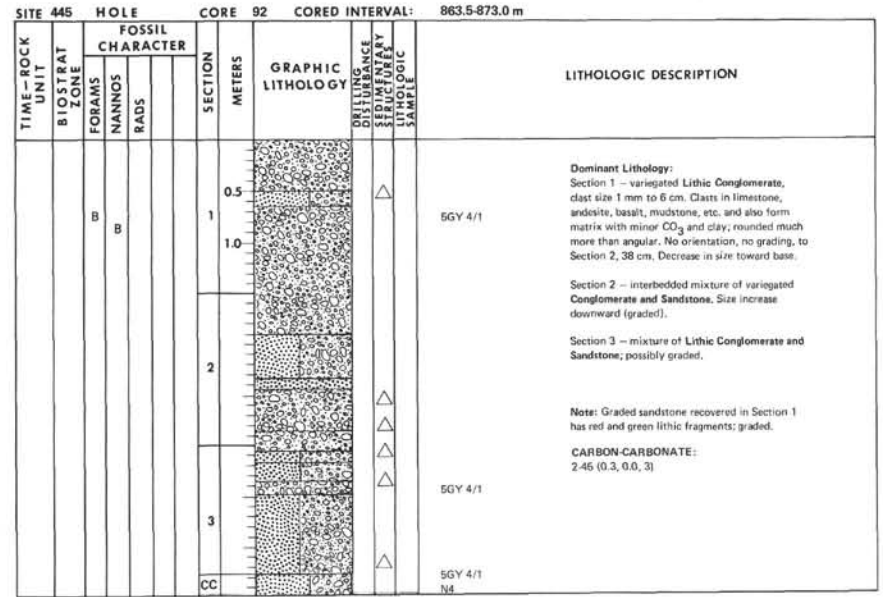 SITE 445 HOLE CORE 92 CORED INTERVAL: 863.5-873.0 m
TIME-ROCK UNIT
BIOSTRAT ZONE
FOSSIL CHARACTER
FORAMS
NANNOS
RADS
SECTION
METERS
GRAPHIC LITHOLOGY
DRILLING DISTURBANCE
SEDIMENTARY STRUCTURES
LITHOLOGIC SAMPLE
LITHOLOGIC DESCRIPTION
B
B
1
0.5
1.0
2
3
CC
5GY 4/1
5GY 4/1
5GY 4/1
N4
Dominant Lithology:
Section 1 – variegated Lithic Conglomerate,
clast size 1 mm to 6 cm. Clasts in limestone,
andesite, basalt, mudstone, etc. and also form
matrix with minor CO3 and clay; rounded much
more than angular. No orientation, no grading, to
Section 2, 38 cm. Decrease in size toward base.
Section 2 – interbedded mixture of variegated
Conglomerate and Sandstone. Size increase
downward (graded).
Section 3 – mixture of Lithic Conglomerate and
Sandstone; possibly graded.
Note: Graded sandstone recovered in Section 1
has red and green lithic fragments; graded.
CARBON-CARBONATE:
2-46 (0.3, 0.0, 3)